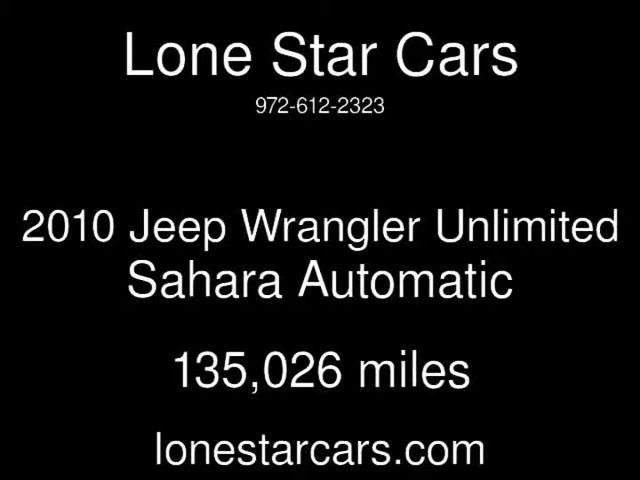 Lone Star Cars
972-612-2323
2010 Jeep Wrangler Unlimited
Sahara Automatic
135,026 miles
lonestarcars.com